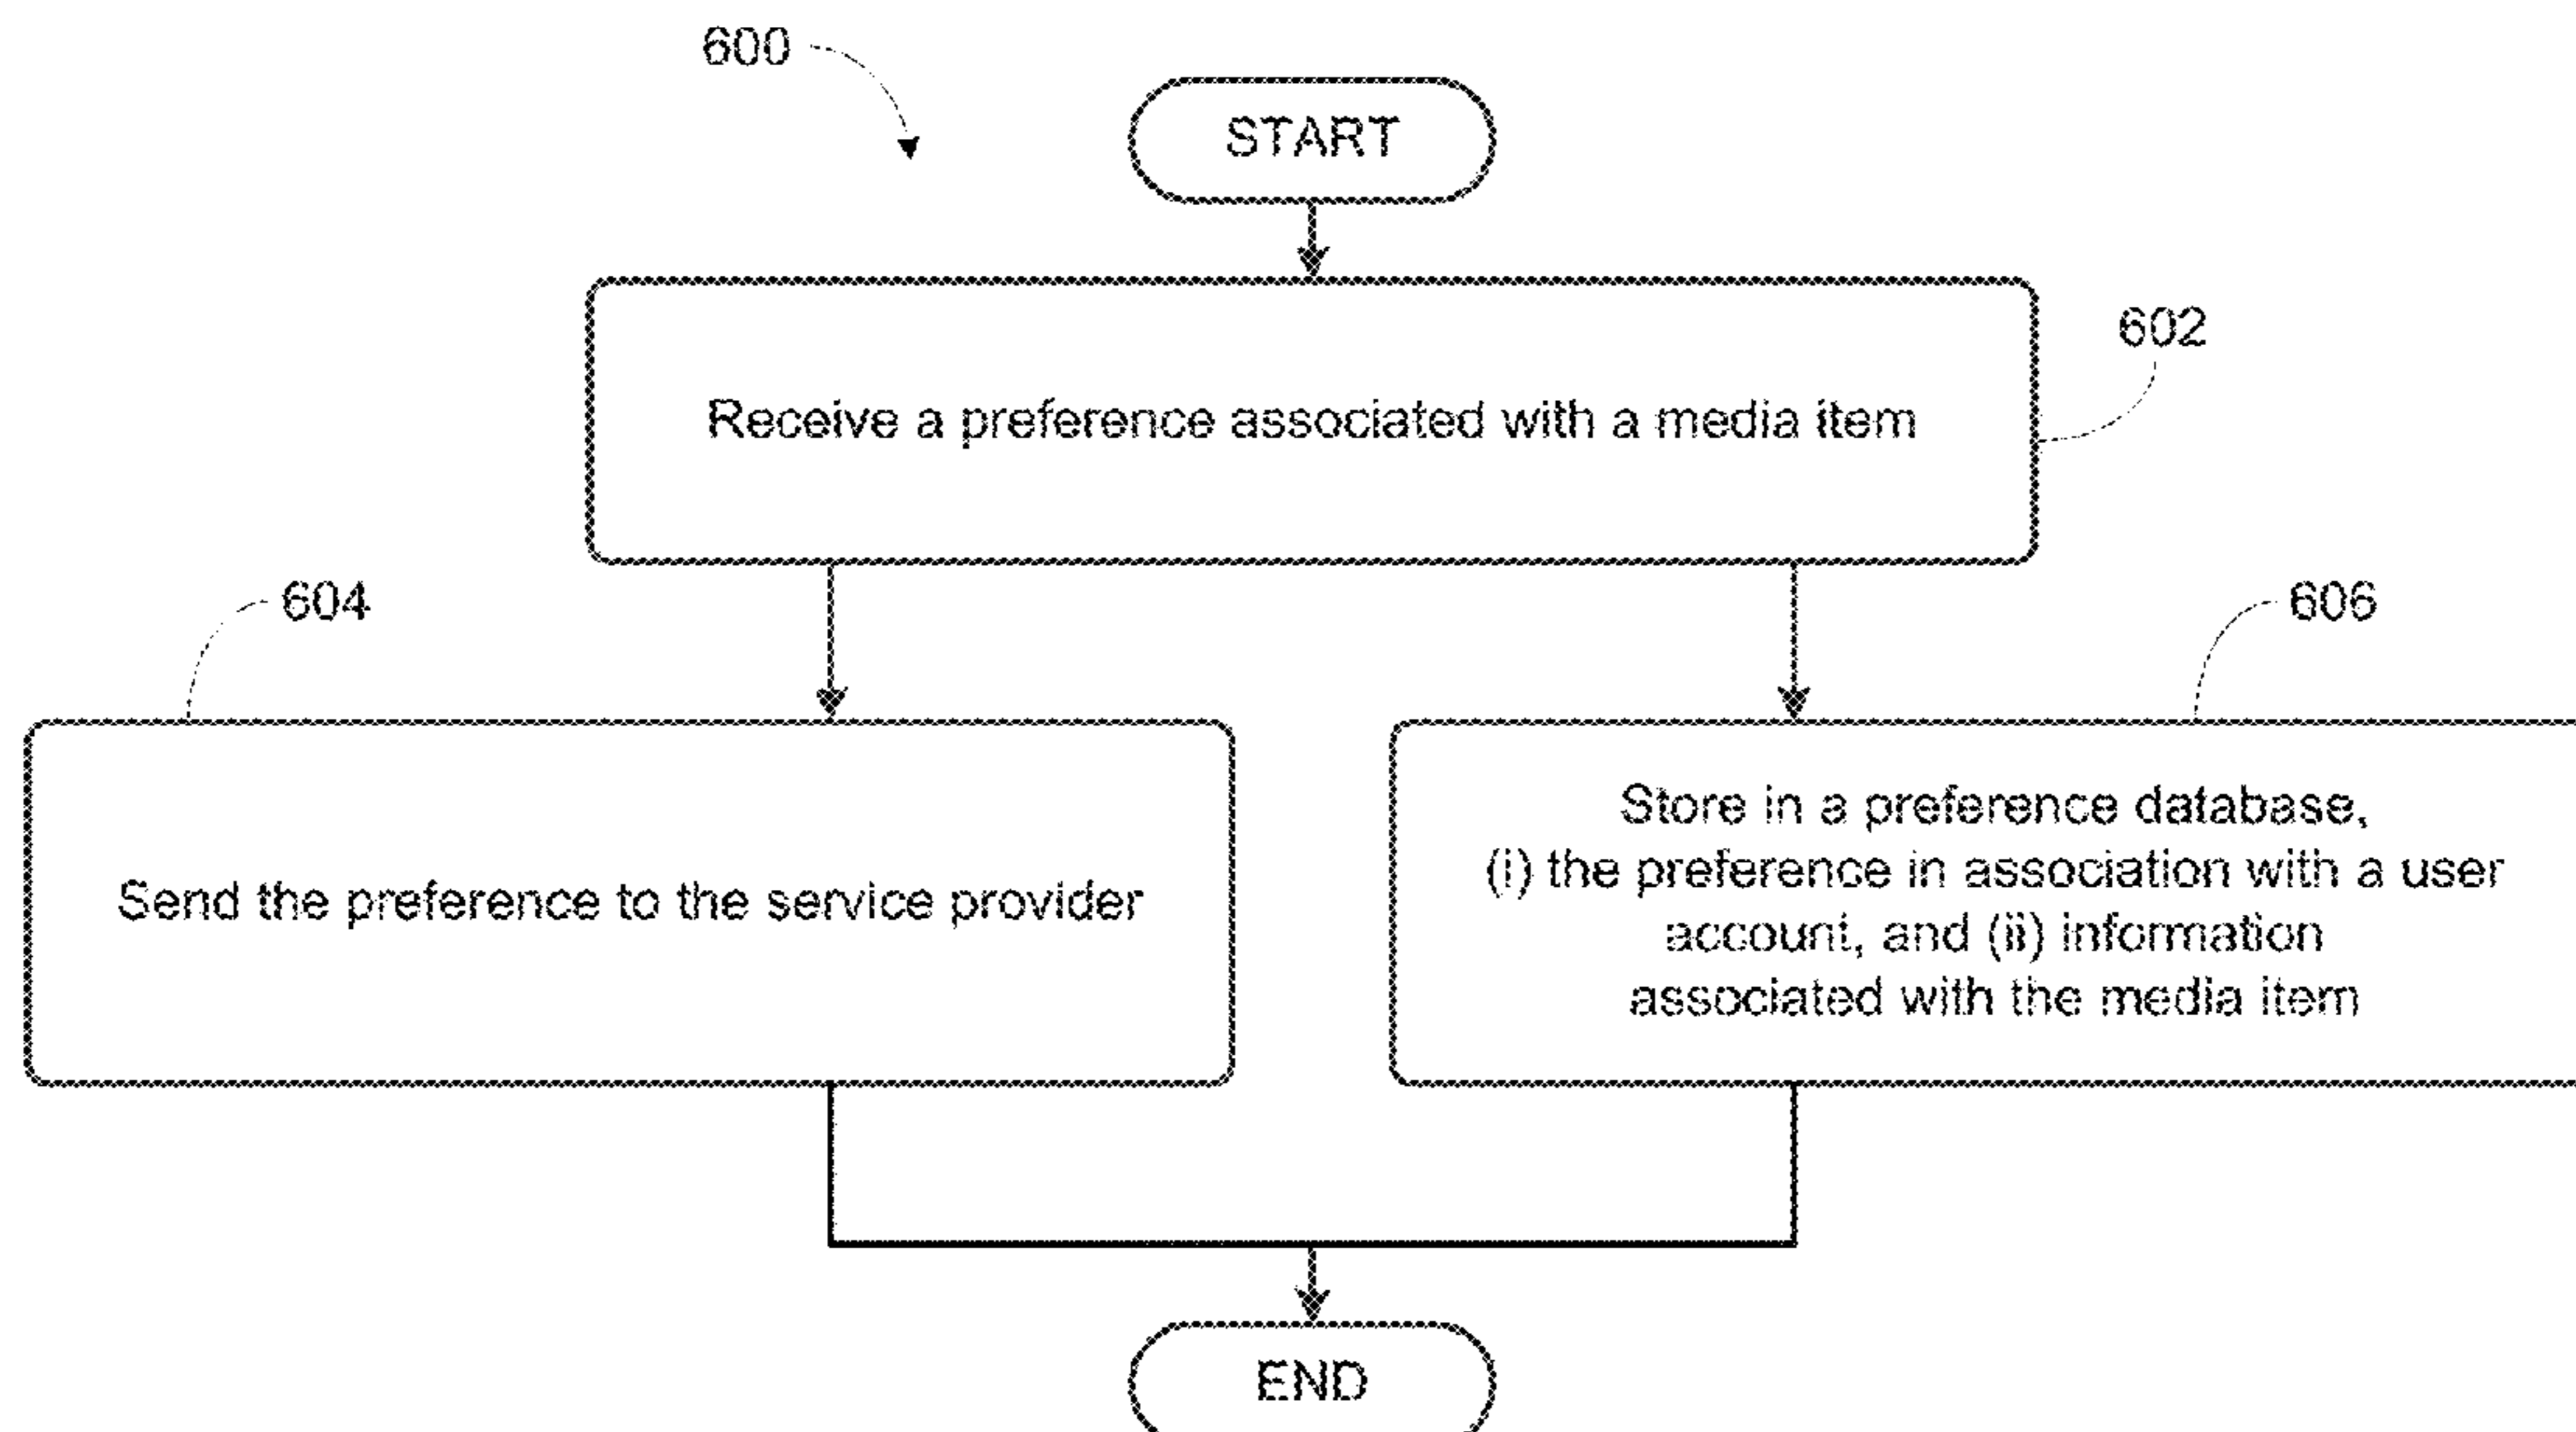 600
START
602
Receive a preference associated with a media item
604
606
Send the preference to the service provider
Store in a preference database,
(i) the preference in association with a user
account, and (ii) information
associated with the media item
END